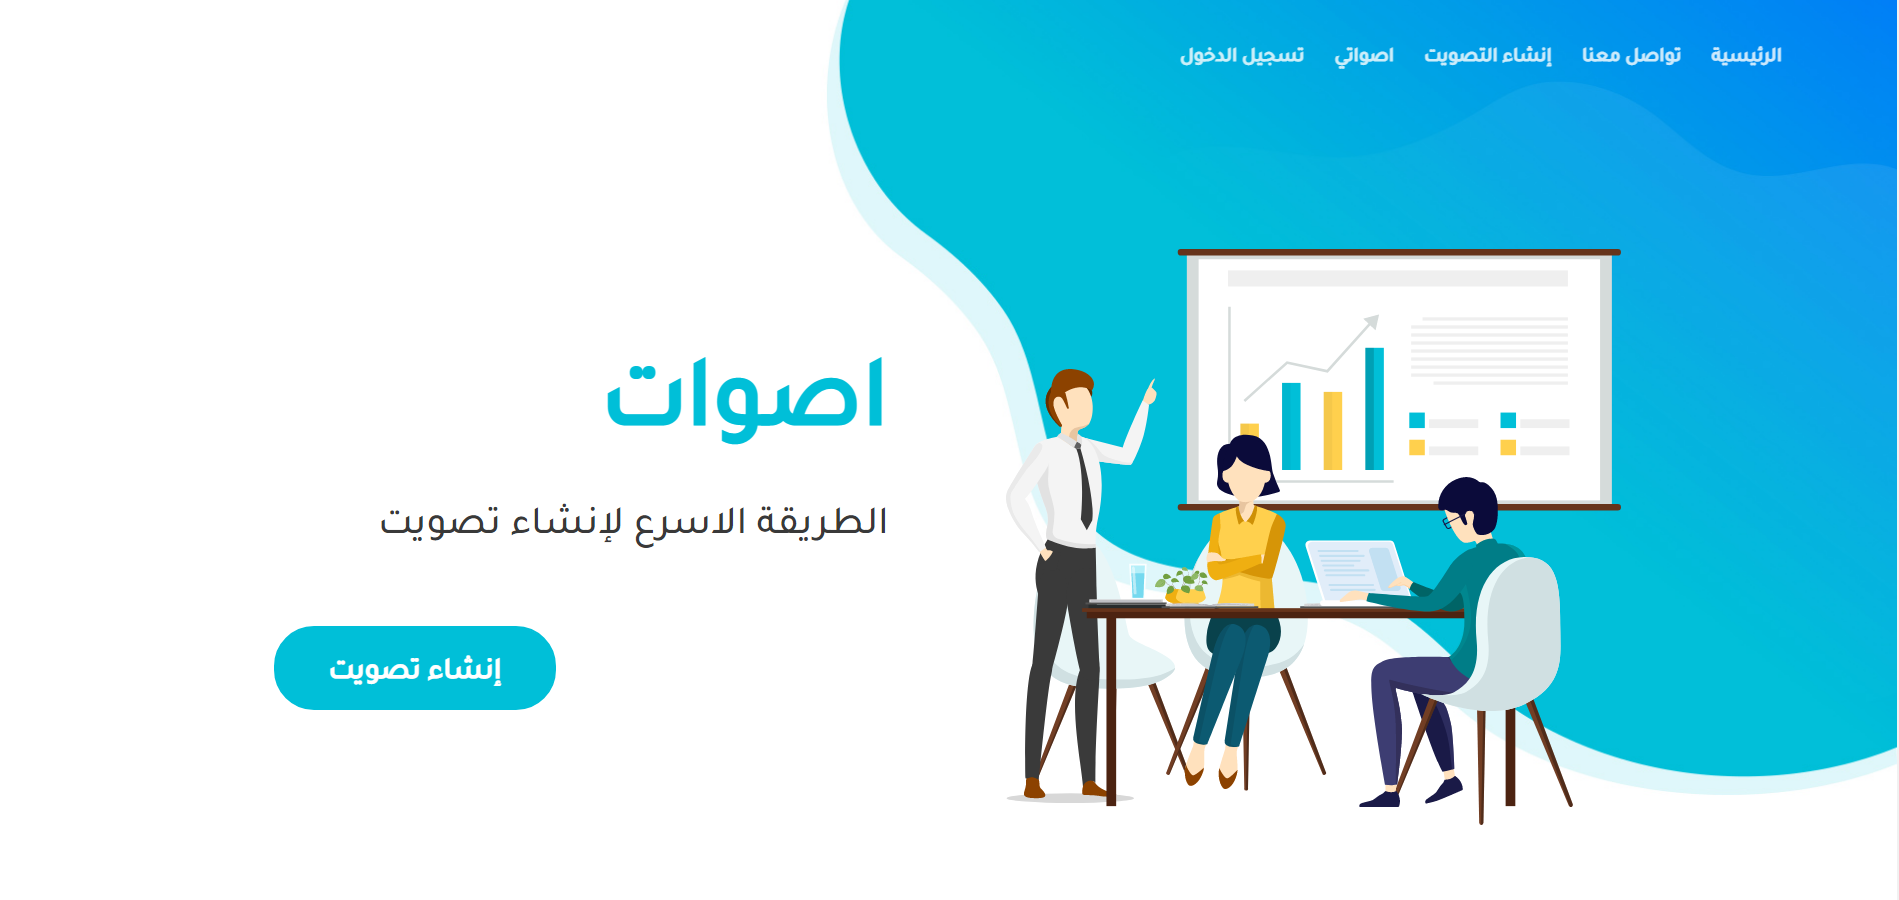 الرئيسية تواصل معنا إنشاء التصويت اصواتي تسجيل الدخول
اصوات
الطريقة الاسرع لإنشاء تصويت
إنشاء تصويت